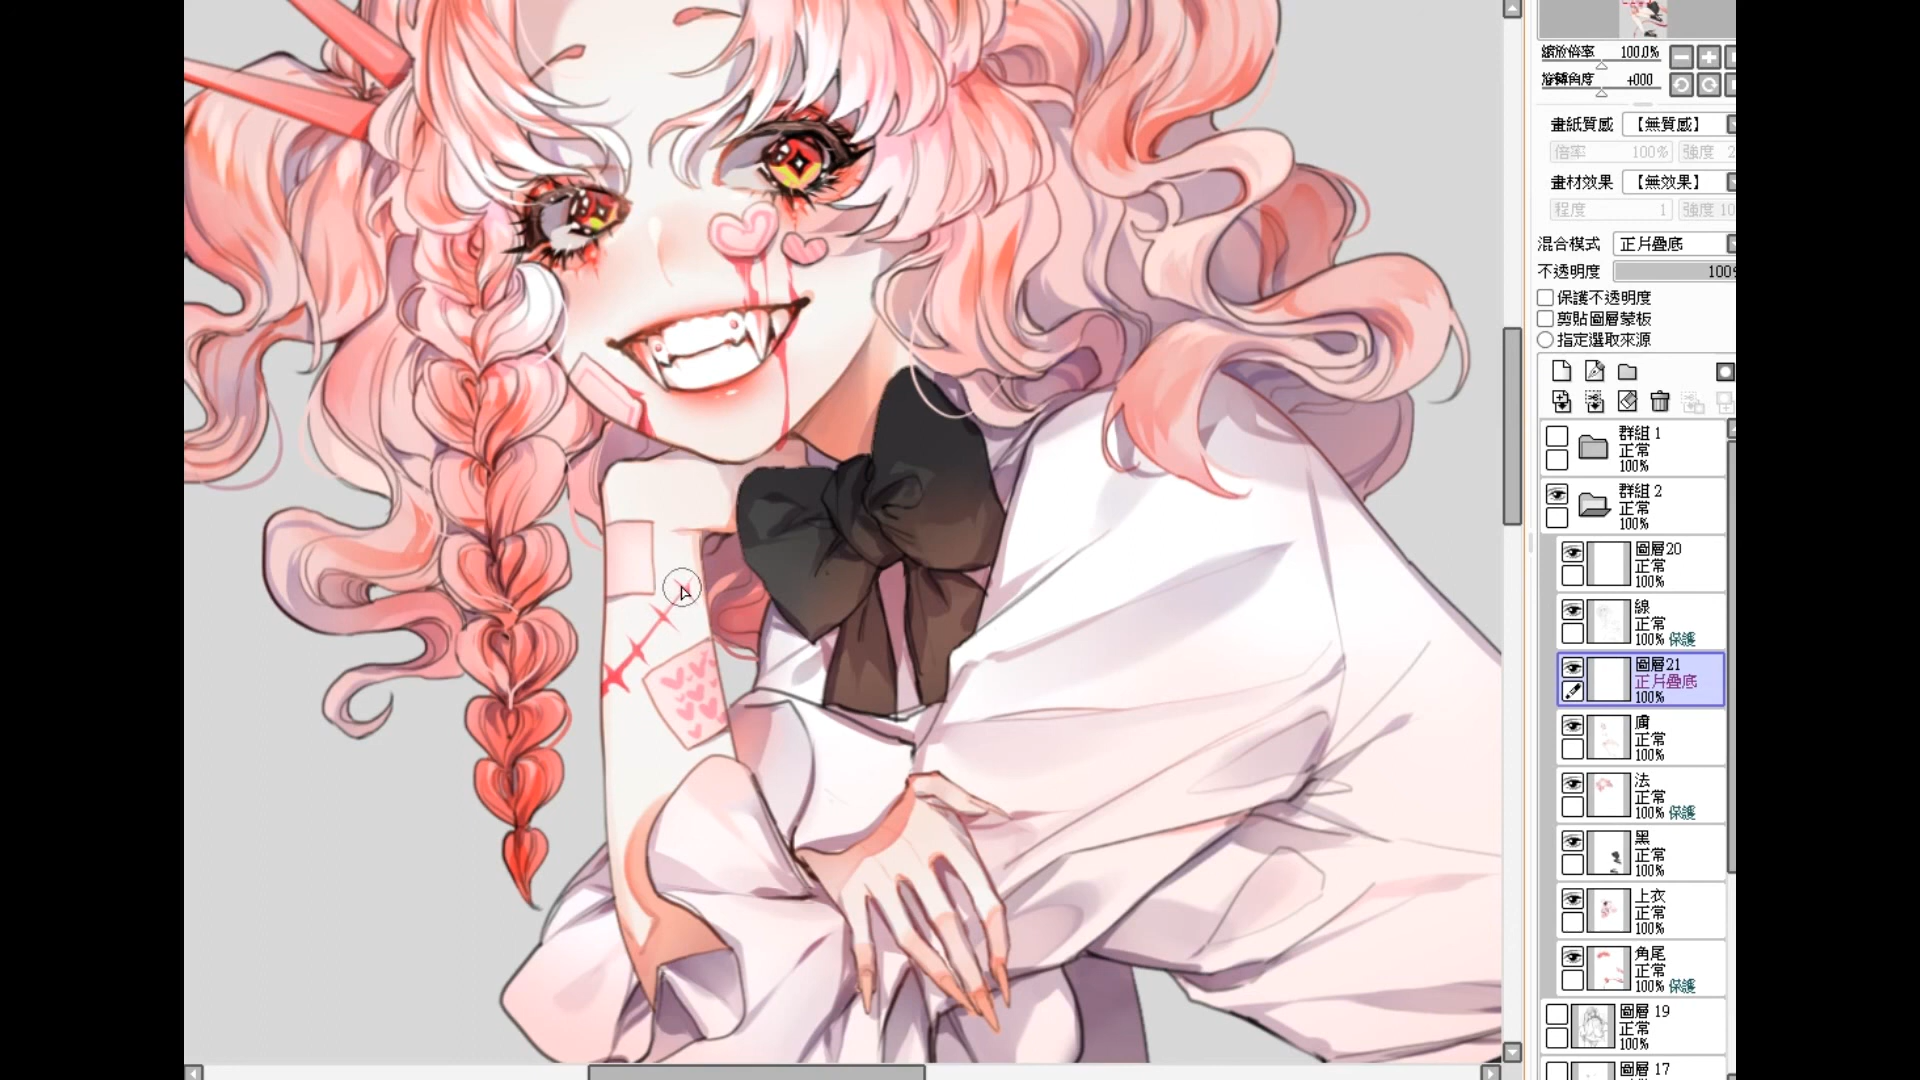 縮放倍率 100.0%
旋轉角度 +000
畫紙質感 【無質感】
倍率 100% 強度 2
畫材效果 【無效果】
程度 1 強度 10
混合模式 正片疊底
不透明度 100%
保護不透明度
剪貼圖層蒙板
指定選取來源
群組 1
正常
100%
群組 2
正常
100%
圖層20
正常
100%
線
正常
100% 保護
圖層21
正片疊底
100%
膚
正常
100%
法
正常
100% 保護
黑
正常
100%
上衣
正常
100%
角尾
正常
100% 保護
圖層 19
正常
100%
圖層 17